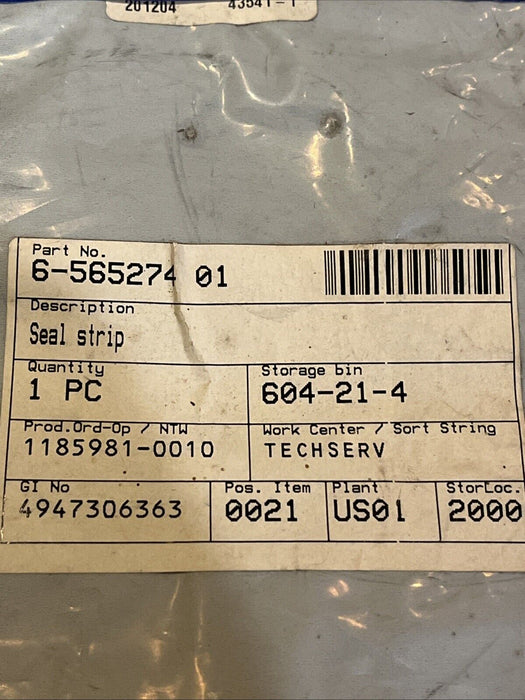 201204 43541-1
Part No.
6-565274 01
Description
Seal strip
Quantity
1 PC
Storage bin
604-21-4
Prod.Ord-Op / NTW
1185981-0010
Work Center / Sort String
TECHSERV
GI No
4947306363
Pos. Item
0021
Plant
US01
StorLoc.
2000